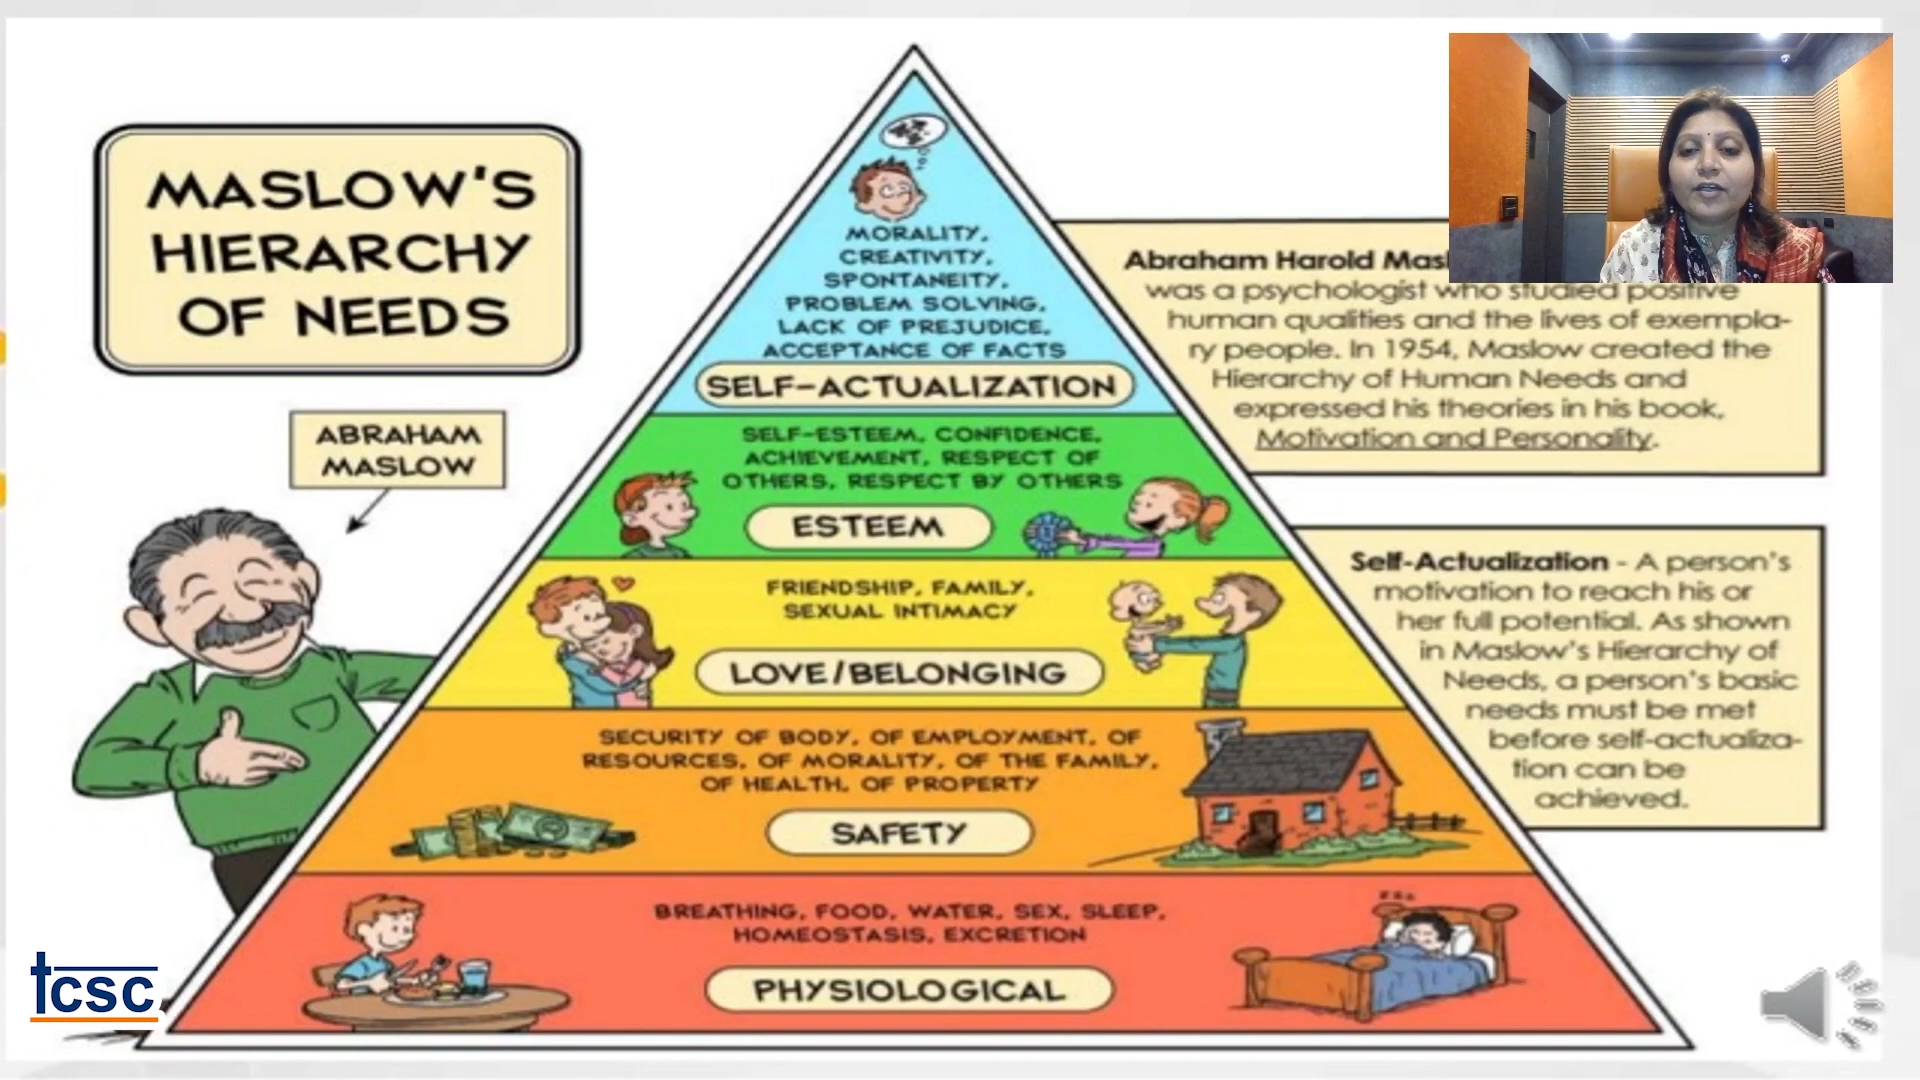 MASLOW'S
HIERARCHY
OF NEEDS
ABRAHAM
MASLOW
MORALITY,
CREATIVITY,
SPONTANEITY,
PROBLEM SOLVING,
LACK OF PREJUDICE,
ACCEPTANCE OF FACTS
SELF-ACTUALIZATION
SELF-ESTEEM, CONFIDENCE,
ACHIEVEMENT, RESPECT OF
OTHERS, RESPECT BY OTHERS
ESTEEM
FRIENDSHIP, FAMILY,
SEXUAL INTIMACY
LOVE/BELONGING
SECURITY OF BODY, OF EMPLOYMENT, OF
RESOURCES, OF MORALITY, OF THE FAMILY,
OF HEALTH, OF PROPERTY
SAFETY
BREATHING, FOOD, WATER, SEX, SLEEP,
HOMEOSTASIS, EXCRETION
PHYSIOLOGICAL
zzz
Abraham Harold Masl
was a psychologist who studied positive
human qualities and the lives of exempla-
ry people. In 1954, Maslow created the
Hierarchy of Human Needs and
expressed his theories in his book,
Motivation and Personality.
Self-Actualization - A person's
motivation to reach his or
her full potential. As shown
in Maslow's Hierarchy of
Needs, a person's basic
needs must be met
before self-actualiza-
tion can be
achieved.
tcsc